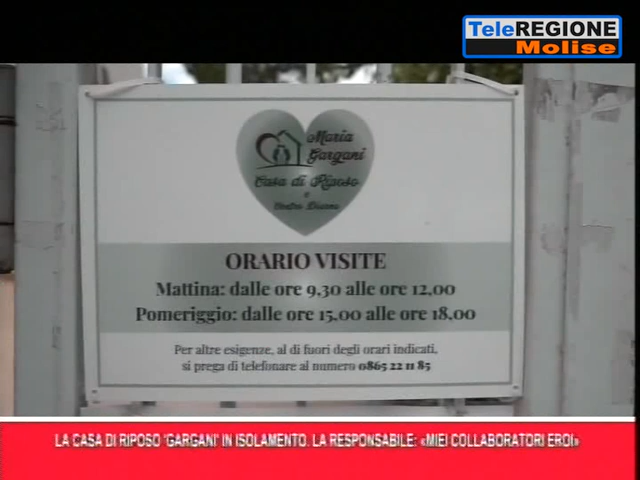 TeleREGIONE
Molise
Maria
Gargani
Casa di Riposo
e
Centro Diurno
ORARIO VISITE
Mattina: dalle ore 9,30 alle ore 12,00
Pomeriggio: dalle ore 15,00 alle ore 18,00
Per altre esigenze, al di fuori degli orari indicati,
si prega di telefonare al numero 0865 22 11 85
LA CASA DI RIPOSO 'GARGANI' IN ISOLAMENTO. LA RESPONSABILE: «MIEI COLLABORATORI EROI»